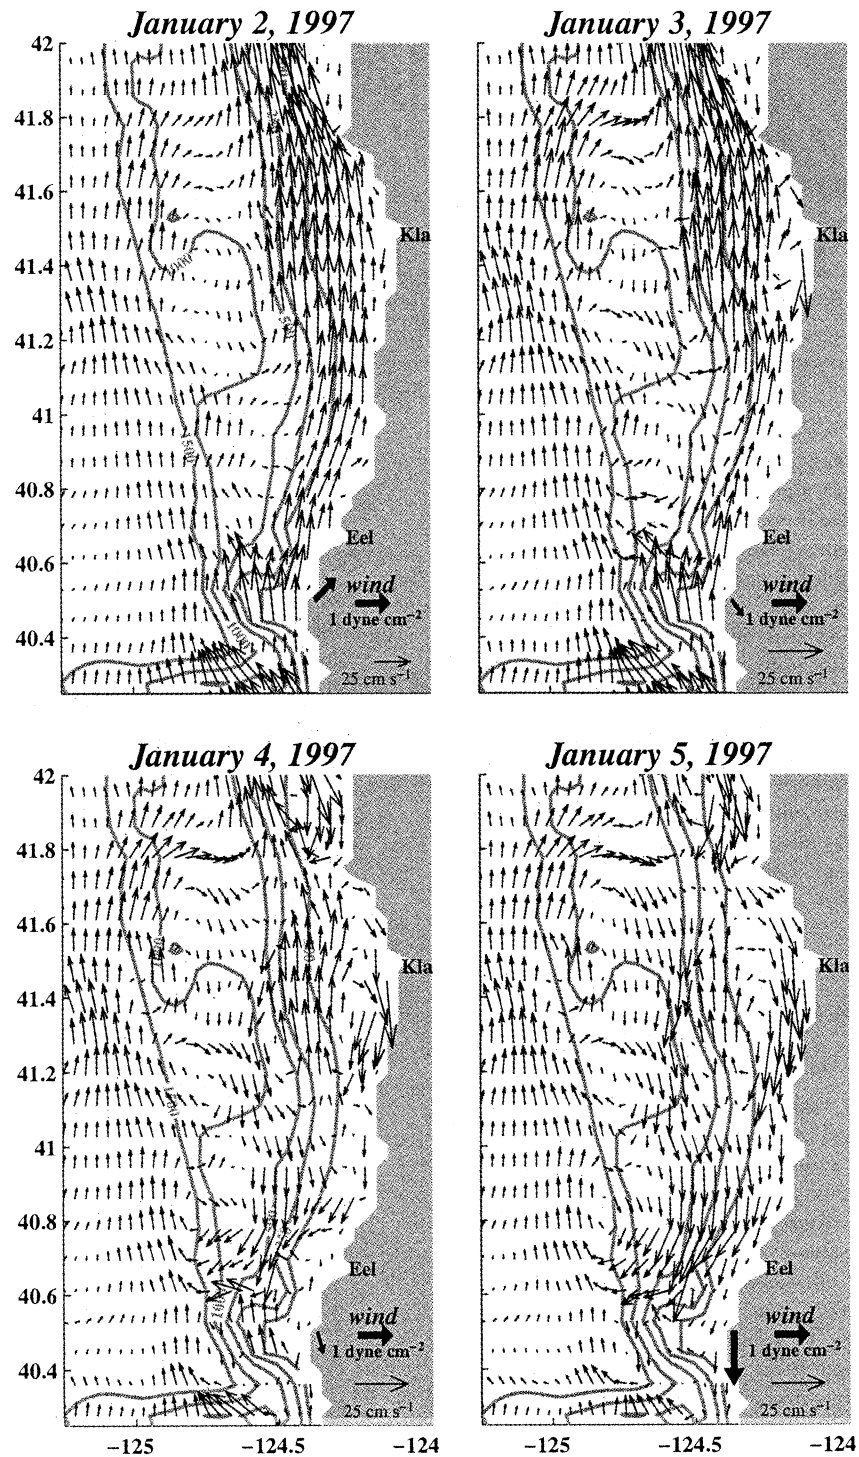 January 2, 1997
January 3, 1997
42
41.8
41.6
41.4
41.2
41
40.8
40.6
40.4
1000
500
1500
1000
Kla
Eel
wind
1 dyne cm−2
25 cm s−1
Kla
Eel
wind
1 dyne cm−2
25 cm s−1
January 4, 1997
January 5, 1997
42
41.8
41.6
41.4
41.2
41
40.8
40.6
40.4
Kla
Eel
wind
1 dyne cm−2
25 cm s−1
Kla
Eel
wind
1 dyne cm−2
25 cm s−1
−125
−124.5
−124
−125
−124.5
−124